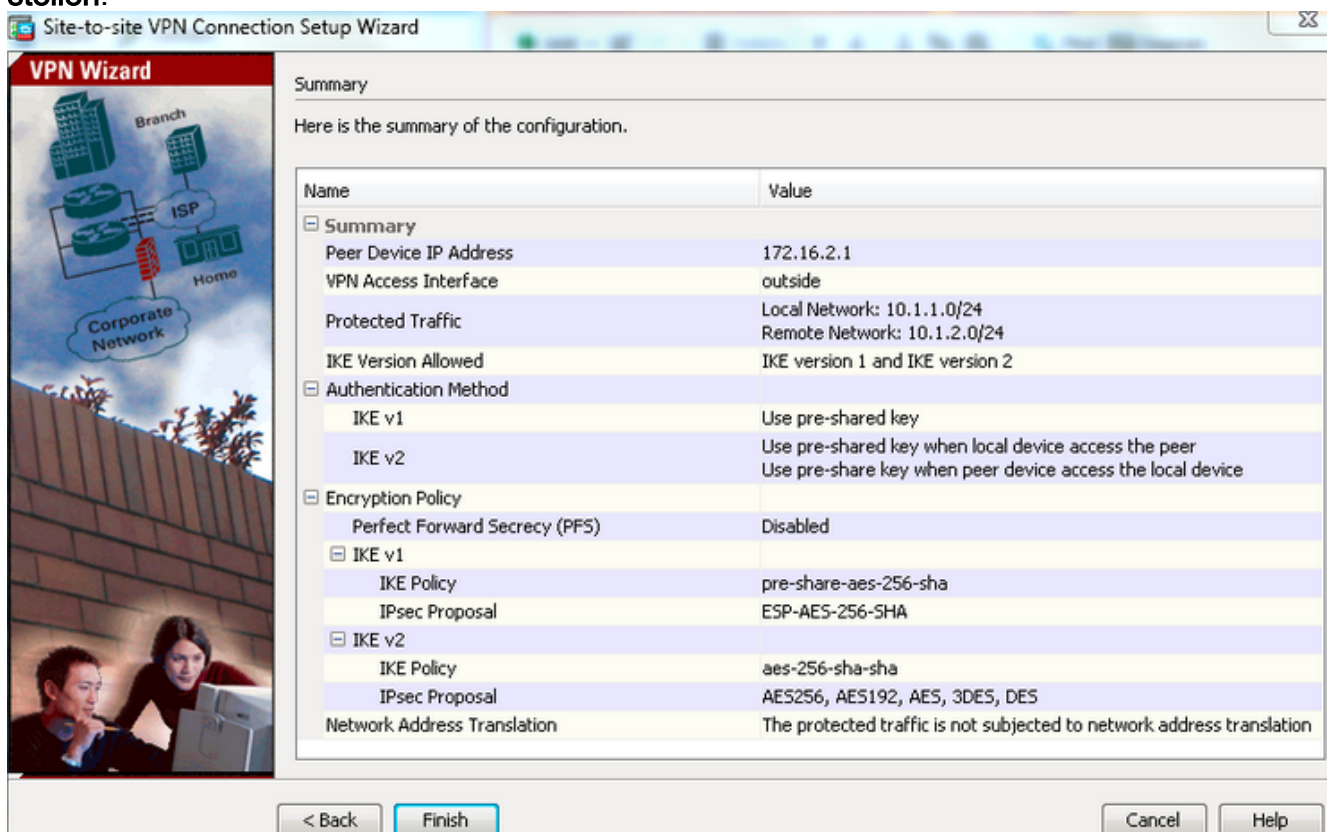 Site-to-site VPN Connection Setup Wizard
VPN Wizard
Branch
ISP
Home
Corporate
Network
Summary
Here is the summary of the configuration.
Name Value
Summary
Peer Device IP Address 172.16.2.1
VPN Access Interface outside
Protected Traffic Local Network: 10.1.1.0/24
Remote Network: 10.1.2.0/24
IKE Version Allowed IKE version 1 and IKE version 2
Authentication Method
IKE v1 Use pre-shared key
IKE v2 Use pre-shared key when local device access the peer
Use pre-share key when peer device access the local device
Encryption Policy
Perfect Forward Secrecy (PFS) Disabled
IKE v1
IKE Policy pre-share-aes-256-sha
IPsec Proposal ESP-AES-256-SHA
IKE v2
IKE Policy aes-256-sha-sha
IPsec Proposal AES256, AES192, AES, 3DES, DES
Network Address Translation The protected traffic is not subjected to network address translation
< Back Finish Cancel Help